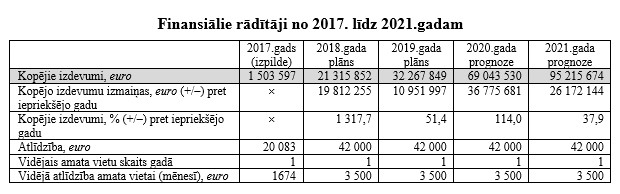 Finansiālie rādītāji no 2017. līdz 2021.gadam
2017.gads (izpilde) 2018.gada plāns 2019.gada plāns 2020.gada prognoze 2021.gada prognoze
Kopējie izdevumi, euro 1 503 597 21 315 852 32 267 849 69 043 530 95 215 674
Kopējo izdevumu izmaiņas, euro (+/–) pret iepriekšējo gadu × 19 812 255 10 951 997 36 775 681 26 172 144
Kopējie izdevumi, % (+/–) pret iepriekšējo gadu × 1 317,7 51,4 114,0 37,9
Atlīdzība, euro 20 083 42 000 42 000 42 000 42 000
Vidējais amata vietu skaits gadā 1 1 1 1 1
Vidējā atlīdzība amata vietai (mēnesī), euro 1674 3 500 3 500 3 500 3 500